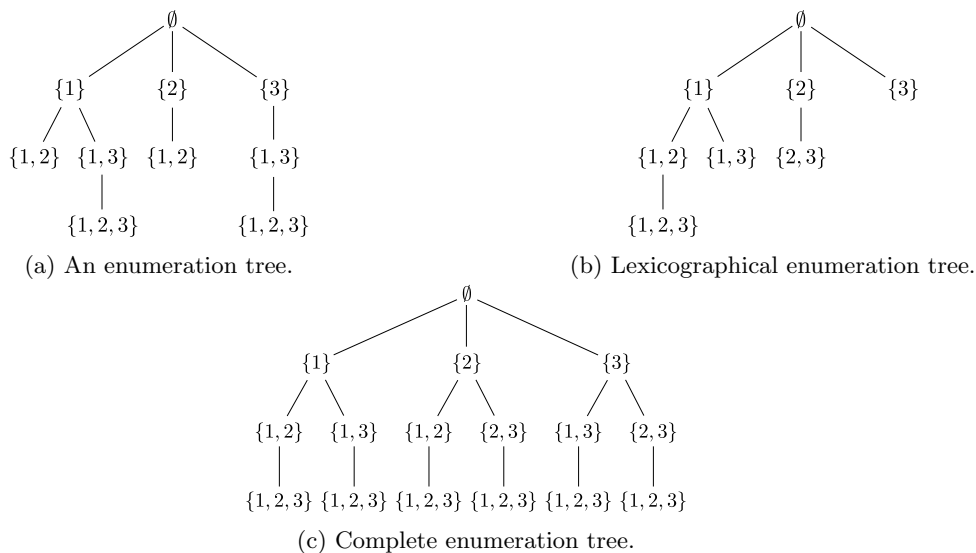 ∅ ∅
{1} {2} {3} {1} {2} {3}
{1, 2} {1, 3} {1, 2} {1, 3} {1, 2} {1, 3} {2, 3}
{1, 2, 3} {1, 2, 3} {1, 2, 3}
(a) An enumeration tree. (b) Lexicographical enumeration tree.
∅
{1} {2} {3}
{1, 2} {1, 3} {1, 2} {2, 3} {1, 3} {2, 3}
{1, 2, 3} {1, 2, 3} {1, 2, 3} {1, 2, 3} {1, 2, 3} {1, 2, 3}
(c) Complete enumeration tree.